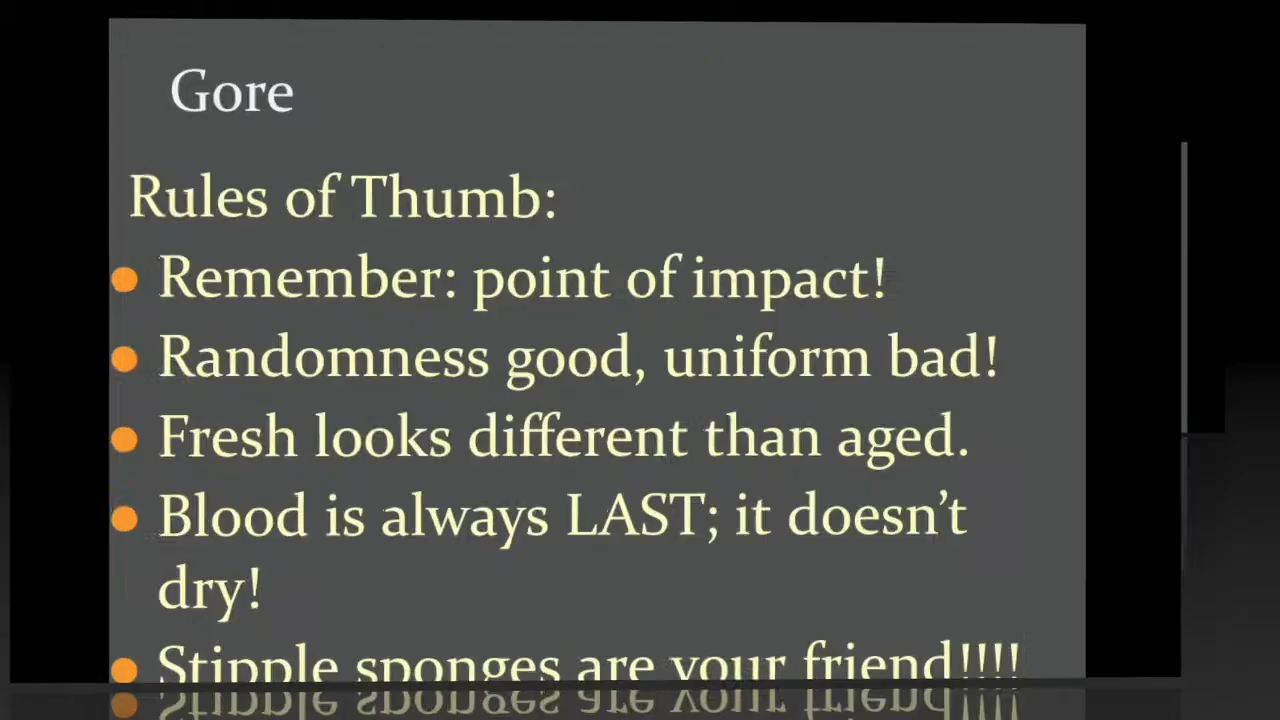 Gore
Rules of Thumb:
Remember: point of impact!
Randomness good, uniform bad!
Fresh looks different than aged.
Blood is always LAST; it doesn’t
dry!
Stipple sponges are your friend!!!!